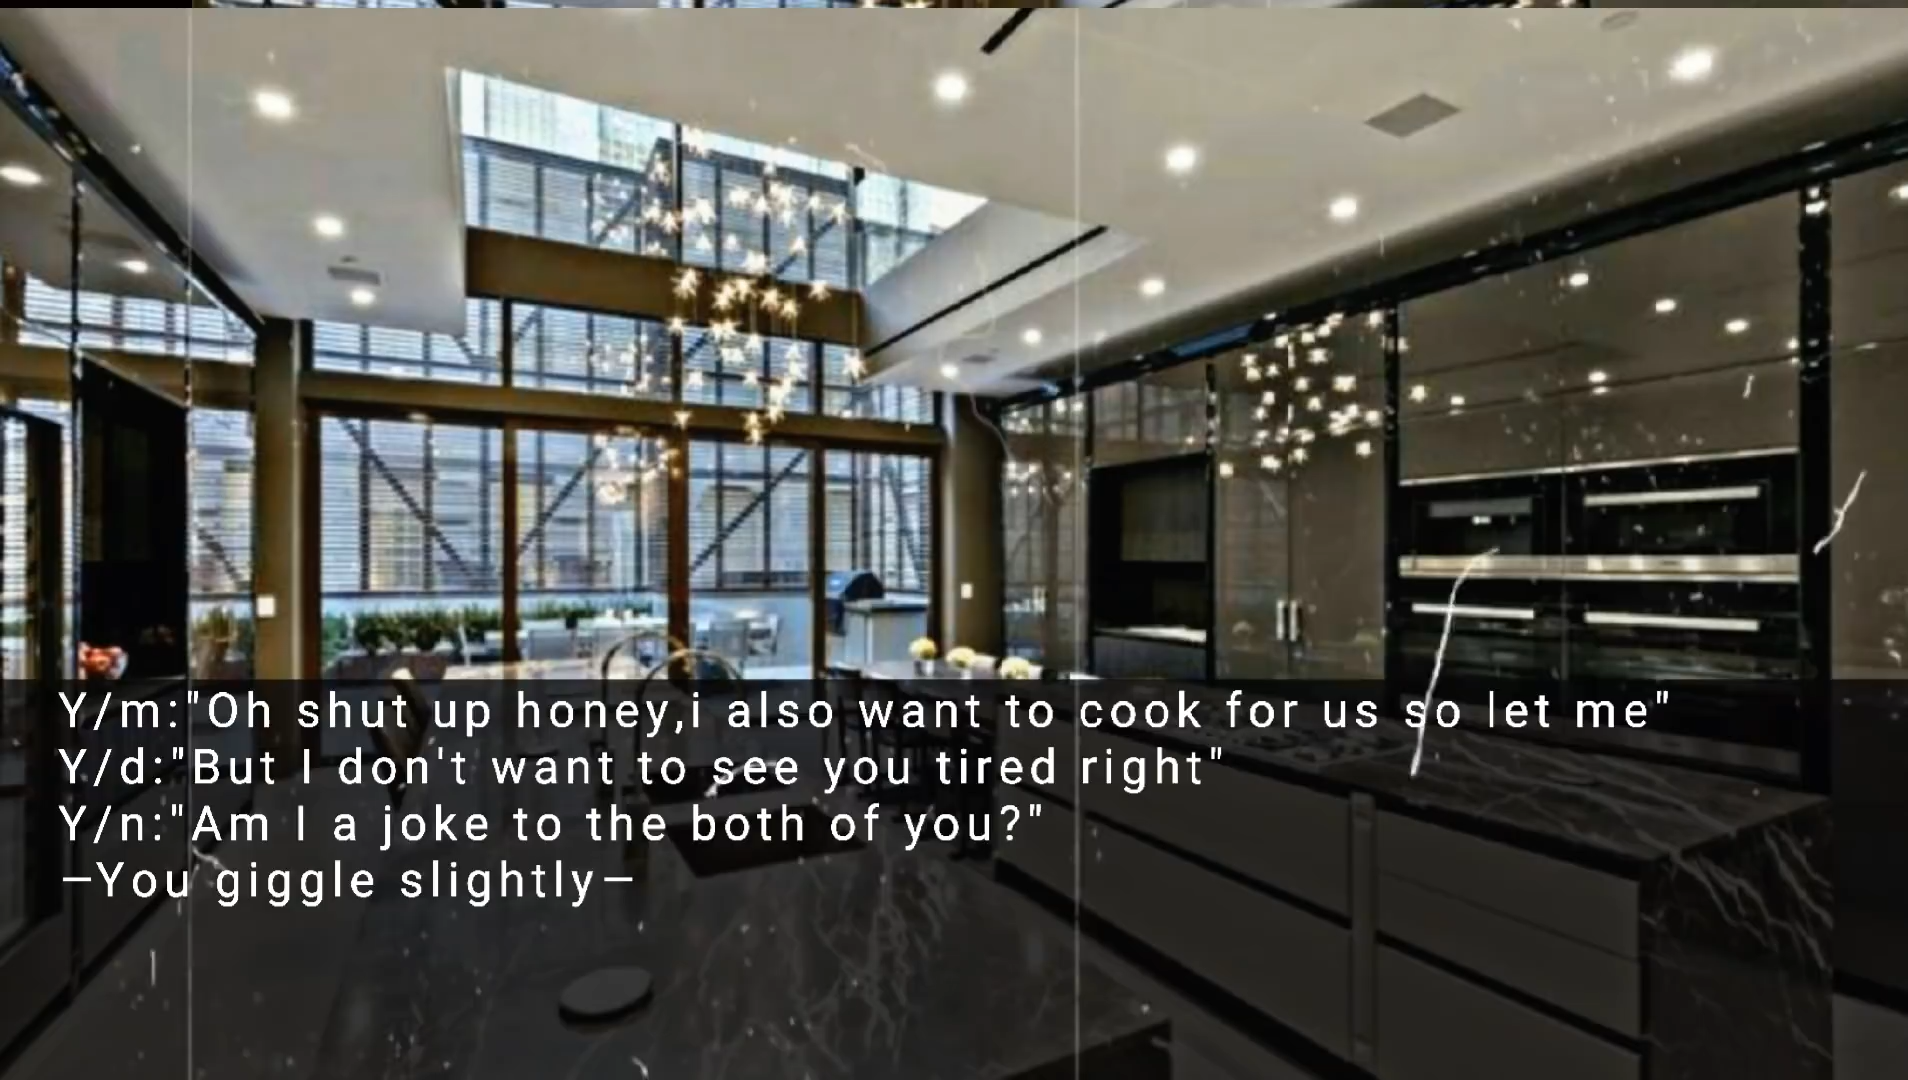 Y/m:"Oh shut up honey,i also want to cook for us so let me"
Y/d:"But I don't want to see you tired right"
Y/n:"Am I a joke to the both of you?"
—You giggle slightly—